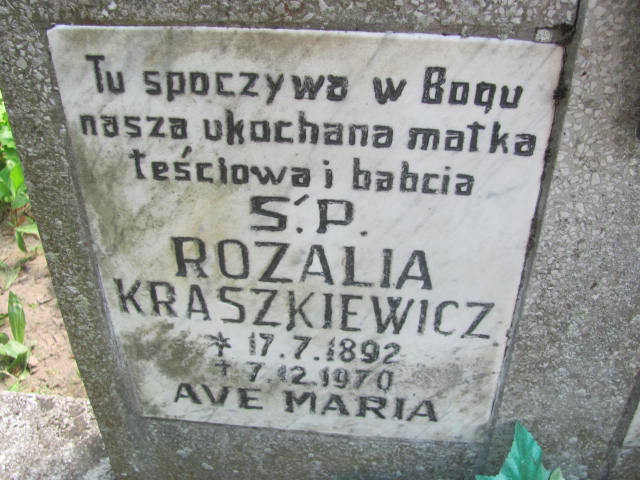 Tu spoczywa w Bogu
nasza ukochana matka
teściowa i babcia
Ś.P.
ROZALIA
KRASZKIEWICZ
* 17.7.1892
† 7.12.1970
AVE MARIA